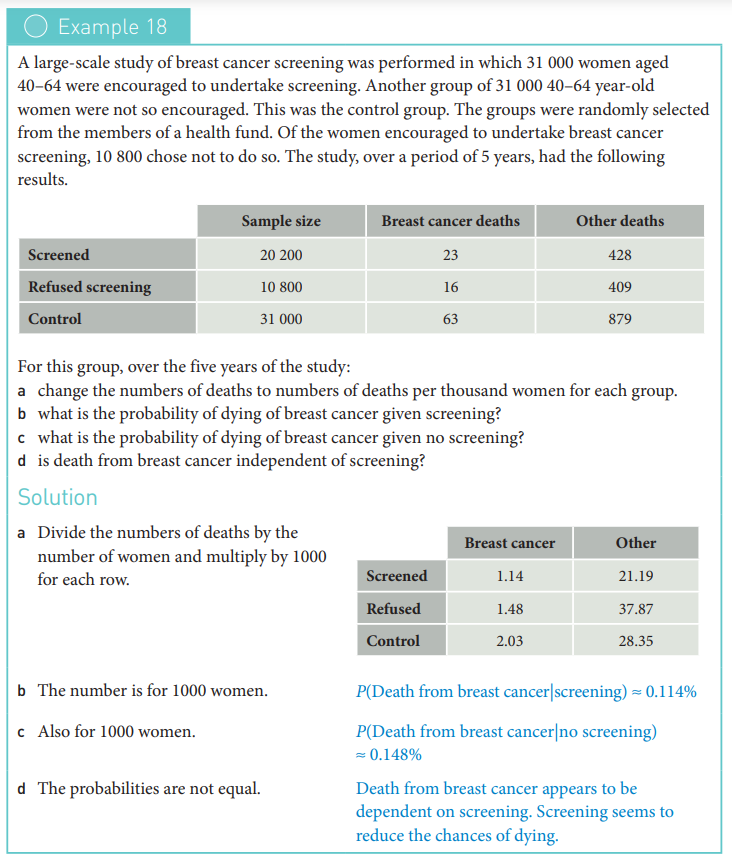 Example 18
A large-scale study of breast cancer screening was performed in which 31 000 women aged
40–64 were encouraged to undertake screening. Another group of 31 000 40–64 year-old
women were not so encouraged. This was the control group. The groups were randomly selected
from the members of a health fund. Of the women encouraged to undertake breast cancer
screening, 10 800 chose not to do so. The study, over a period of 5 years, had the following
results.
Sample size Breast cancer deaths Other deaths
Screened 20 200 23 428
Refused screening 10 800 16 409
Control 31 000 63 879
For this group, over the five years of the study:
a change the numbers of deaths to numbers of deaths per thousand women for each group.
b what is the probability of dying of breast cancer given screening?
c what is the probability of dying of breast cancer given no screening?
d is death from breast cancer independent of screening?
Solution
a Divide the numbers of deaths by the
number of women and multiply by 1000
for each row.
Breast cancer Other
Screened 1.14 21.19
Refused 1.48 37.87
Control 2.03 28.35
b The number is for 1000 women.
P(Death from breast cancer|screening) ≈ 0.114%
c Also for 1000 women.
P(Death from breast cancer|no screening)
≈ 0.148%
d The probabilities are not equal.
Death from breast cancer appears to be
dependent on screening. Screening seems to
reduce the chances of dying.